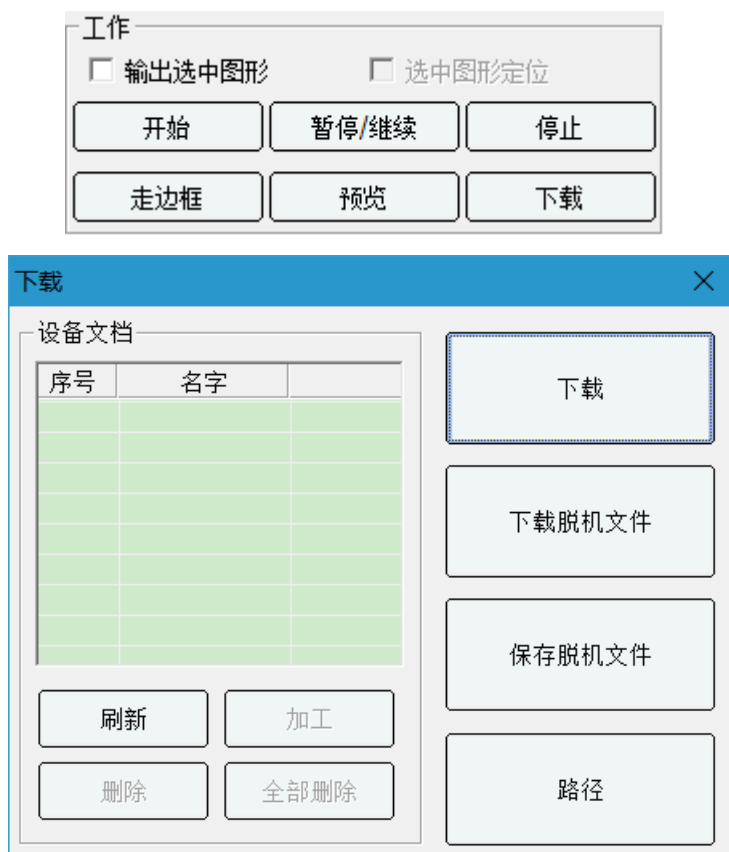 工作
输出选中图形 选中图形定位
开始 暂停/继续 停止
走边框 预览 下载
下载
设备文档
序号 名字
下载
下载脱机文件
保存脱机文件
刷新 加工
删除 全部删除
路径